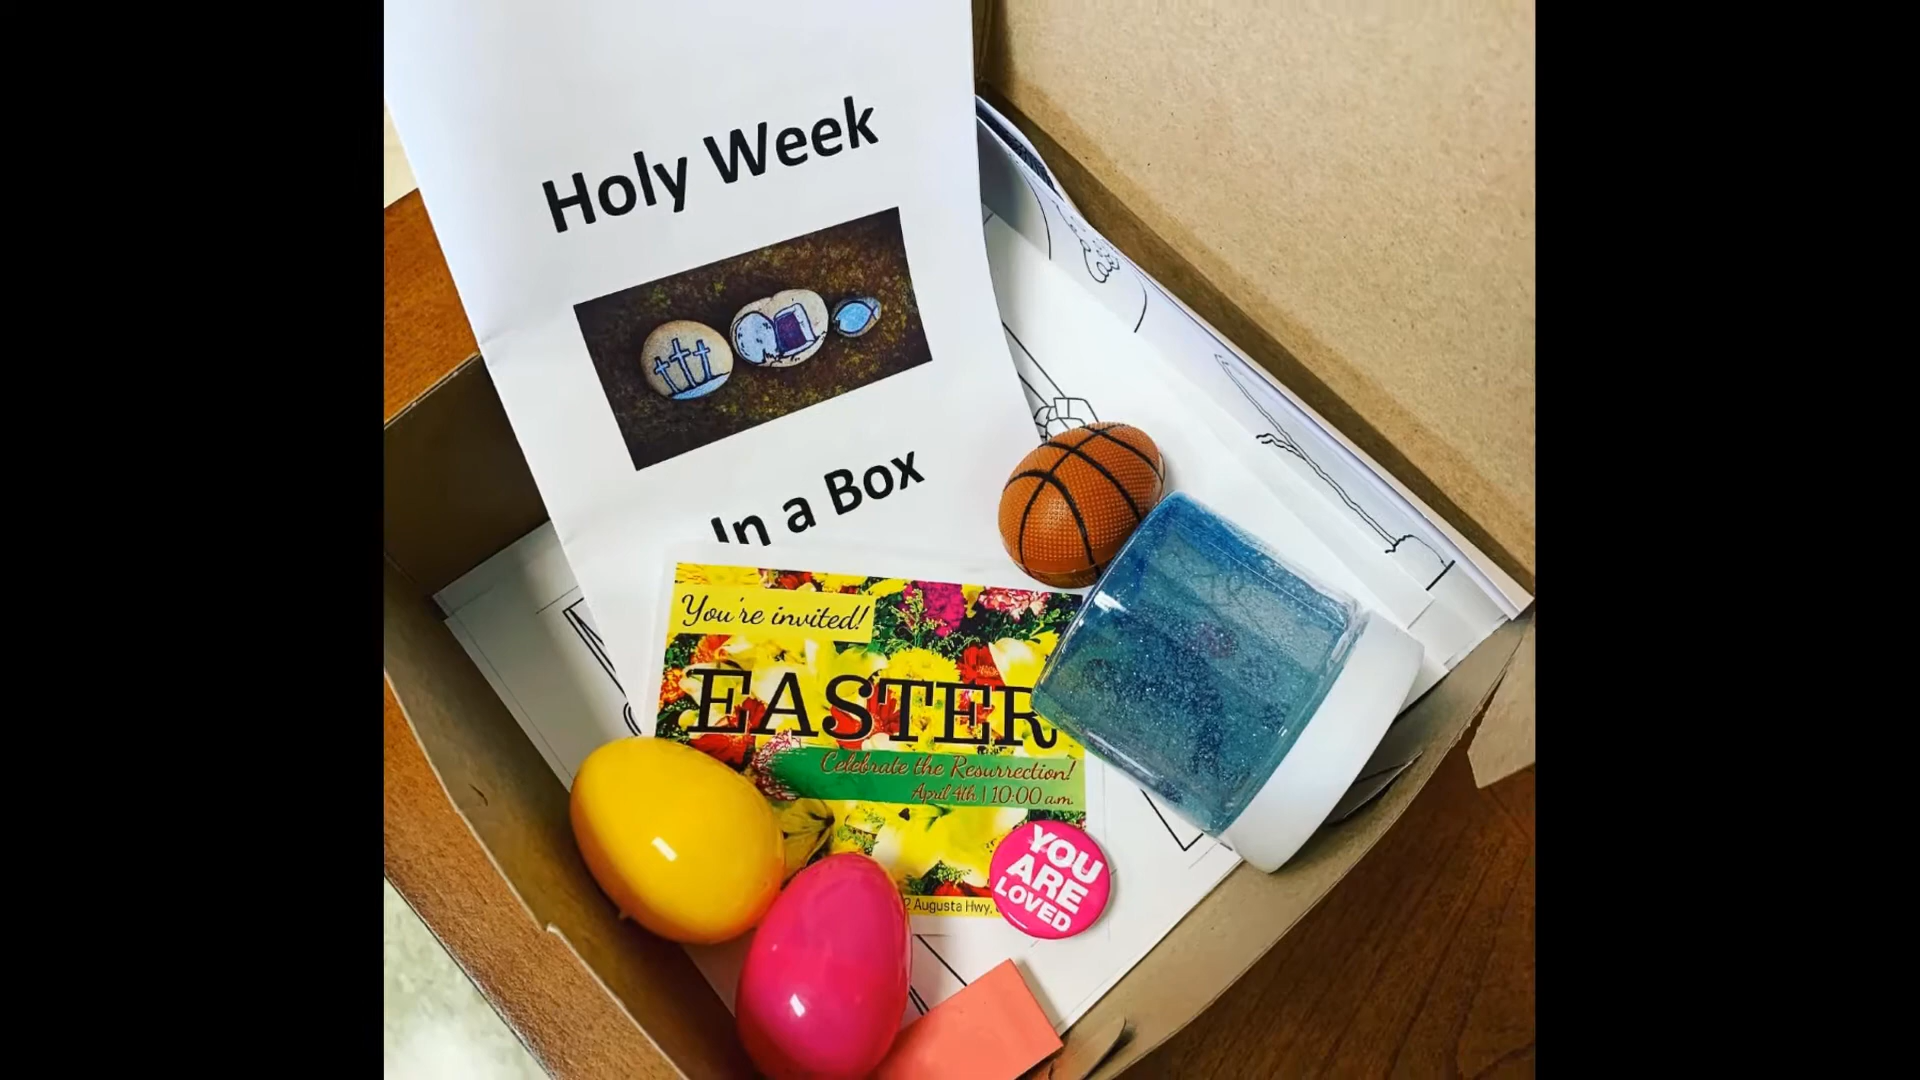 Holy Week
In a Box
You're invited!
EASTER
Celebrate the Resurrection!
April 4th | 10:00 a.m.
Augusta Hwy,
YOU
ARE
LOVED